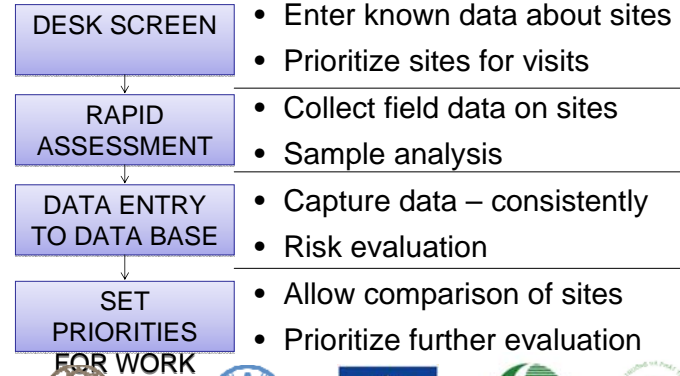 DESK SCREEN
• Enter known data about sites
• Prioritize sites for visits
RAPID
ASSESSMENT
• Collect field data on sites
• Sample analysis
DATA ENTRY
TO DATA BASE
• Capture data – consistently
• Risk evaluation
SET
PRIORITIES
FOR WORK
• Allow comparison of sites
• Prioritize further evaluation